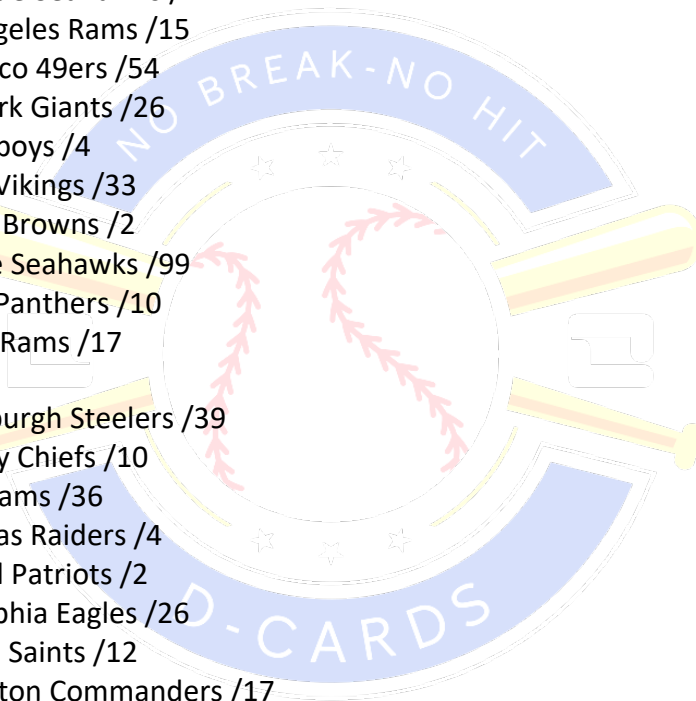 geles Rams /15
co 49ers /54
rk Giants /26
boys /4
Vikings /33
Browns /2
e Seahawks /99
Panthers /10
Rams /17
burgh Steelers /39
y Chiefs /10
ams /36
as Raiders /4
d Patriots /2
phia Eagles /26
Saints /12
ton Commanders /17
NO BREAK-NO HIT
D-CARDS